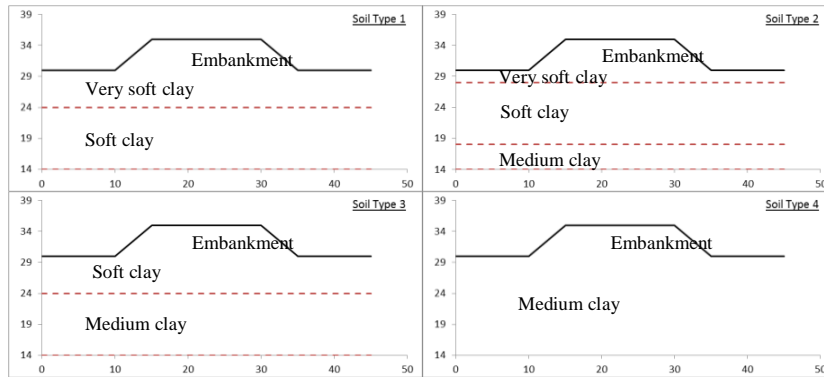 39
Soil Type 1
34
Embankment
29
Very soft clay
24
19
Soft clay
14
0 10 20 30 40 50
39
Soil Type 2
34
Embankment
29
Very soft clay
24
Soft clay
19
Medium clay
14
0 10 20 30 40 50
39
Soil Type 3
34
Embankment
29
Soft clay
24
19
Medium clay
14
0 10 20 30 40 50
39
Soil Type 4
34
Embankment
29
24
Medium clay
19
14
0 10 20 30 40 50